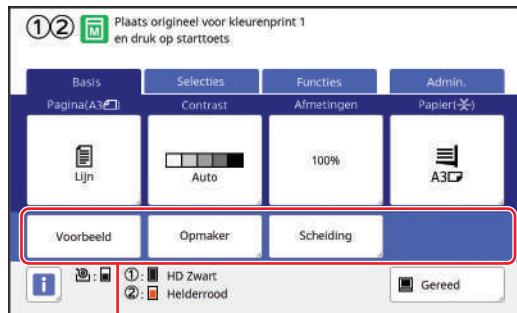 ①② M Plaats origineel voor kleurenprint 1
en druk op starttoets
Basis Selecties Functies Admin.
Pagina(A3) Contrast Afmetingen Papier()
Lijn Auto 100% A3
Voorbeeld Opmaker Scheiding
i : ①: HD Zwart
②: Helderrood
Gereed